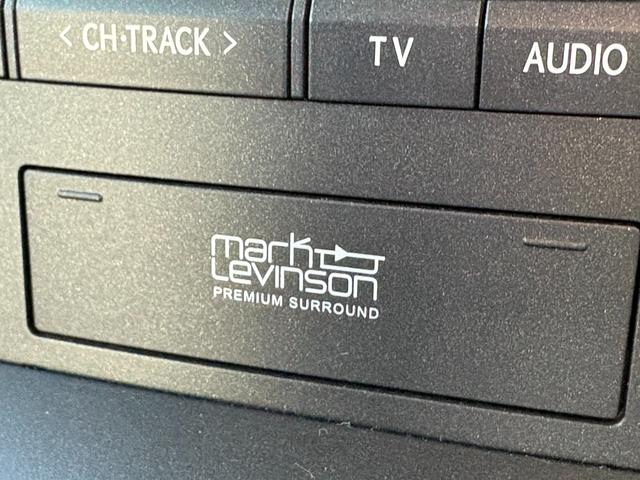 < CH·TRACK >
TV
AUDIO
mark
Levinson
PREMIUM SURROUND